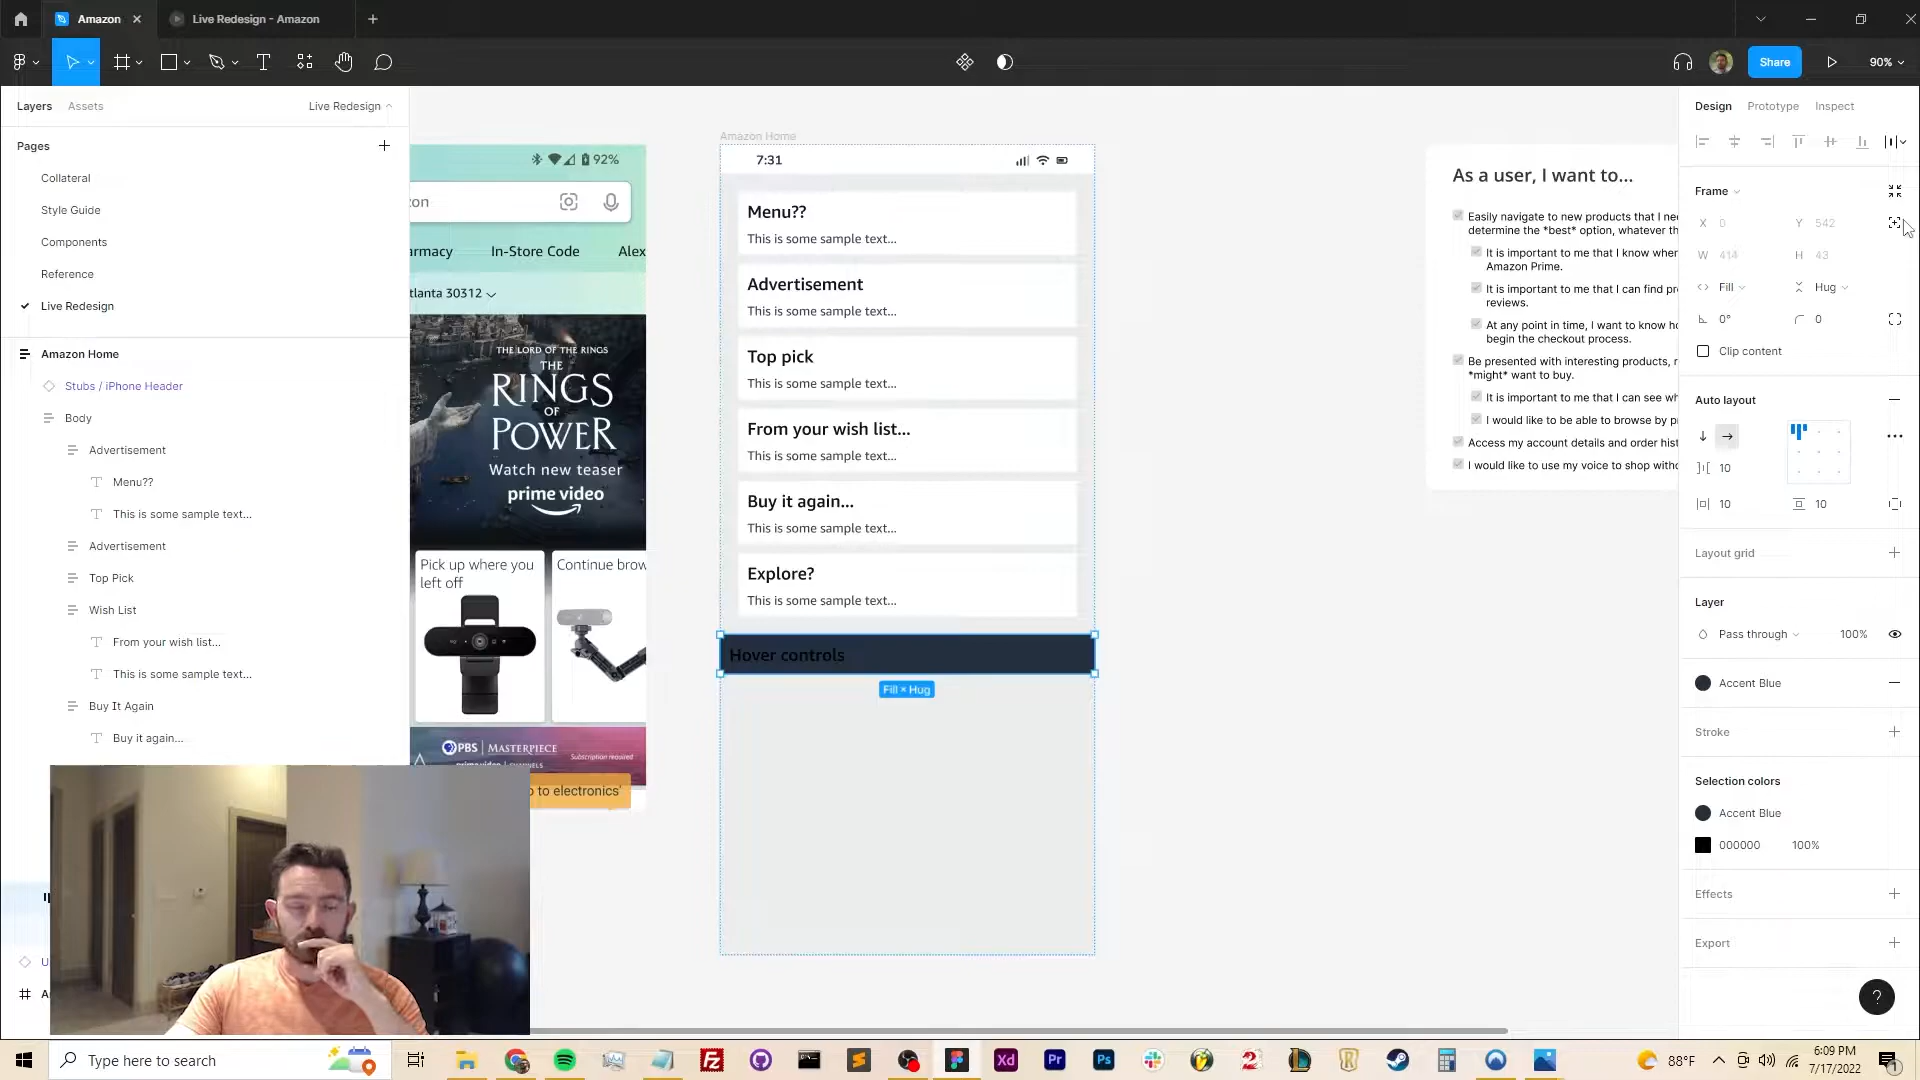 Amazon
Live Redesign - Amazon
Share
90%
Layers
Assets
Live Redesign
Pages
Collateral
Style Guide
Components
Reference
Live Redesign
Amazon Home
Stubs / iPhone Header
Body
Advertisement
Menu??
This is some sample text...
Advertisement
Top Pick
Wish List
From your wish list...
This is some sample text...
Buy It Again
Buy it again...
92%
zon
armacy
In-Store Code
Alex
tlanta 30312
THE LORD OF THE RINGS
THE
RINGS
OF
POWER
Watch new teaser
prime video
Pick up where you
left off
Continue brow
PBS
MASTERPIECE
prime video
CHANNELS
Subscription required
to electronics'
Amazon Home
7:31
Menu??
This is some sample text...
Advertisement
This is some sample text...
Top pick
This is some sample text...
From your wish list...
This is some sample text...
Buy it again...
This is some sample text...
Explore?
This is some sample text...
Hover controls
Fill × Hug
As a user, I want to...
Easily navigate to new products that I nee
determine the *best* option, whatever th
It is important to me that I know when
Amazon Prime.
It is important to me that I can find pr
reviews.
At any point in time, I want to know ho
begin the checkout process.
Be presented with interesting products, r
*might* want to buy.
It is important to me that I can see wh
I would like to be able to browse by p
Access my account details and order hist
I would like to use my voice to shop witho
Design
Prototype
Inspect
Frame
X 0
Y 542
W 414
H 43
Fill
Hug
0°
0
Clip content
Auto layout
10
10
10
Layout grid
Layer
Pass through
100%
Accent Blue
Stroke
Selection colors
Accent Blue
000000
100%
Effects
Export
?
Type here to search
88°F
6:09 PM
7/17/2022